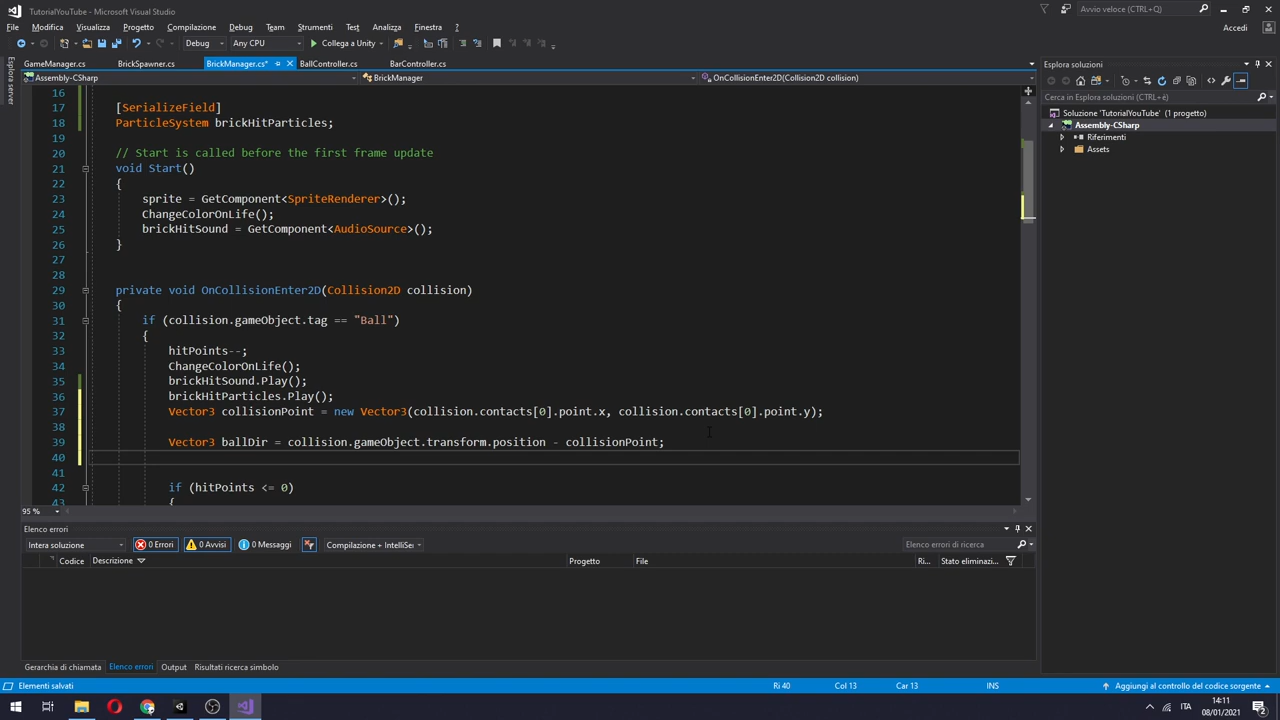 TutorialYouTube - Microsoft Visual Studio
Avvio veloce (CTRL+Q)
File Modifica Visualizza Progetto Compilazione Debug Team Strumenti Test Analizza Finestra ?
Accedi
Debug Any CPU Collega a Unity
GameManager.cs BrickSpawner.cs BrickManager.cs* BallController.cs BarController.cs
Esplora server
Assembly-CSharp BrickManager OnCollisionEnter2D(Collision2D collision)
16
17 [SerializeField]
18 ParticleSystem brickHitParticles;
19
20 // Start is called before the first frame update
21 void Start()
22 {
23 sprite = GetComponent<SpriteRenderer>();
24 ChangeColorOnLife();
25 brickHitSound = GetComponent<AudioSource>();
26 }
27
28
29 private void OnCollisionEnter2D(Collision2D collision)
30 {
31 if (collision.gameObject.tag == "Ball")
32 {
33 hitPoints--;
34 ChangeColorOnLife();
35 brickHitSound.Play();
36 brickHitParticles.Play();
37 Vector3 collisionPoint = new Vector3(collision.contacts[0].point.x, collision.contacts[0].point.y);
38
39 Vector3 ballDir = collision.gameObject.transform.position - collisionPoint;
40
41
42 if (hitPoints <= 0)
43 {
95 %
Esplora soluzioni
Cerca in Esplora soluzioni (CTRL+è)
Soluzione 'TutorialYouTube' (1 progetto)
Assembly-CSharp
Riferimenti
Assets
Elenco errori
Intera soluzione 0 Errori 0 Avvisi 0 Messaggi Compilazione + IntelliSer
Cerca in elenco errori
Codice Descrizione Progetto File Ri... Stato eliminazi...
Gerarchia di chiamata Elenco errori Output Risultati ricerca simbolo
Elementi salvati Ri 40 Col 13 Car 13 INS Aggiungi al controllo del codice sorgente
ITA
14:11
08/01/2021
2